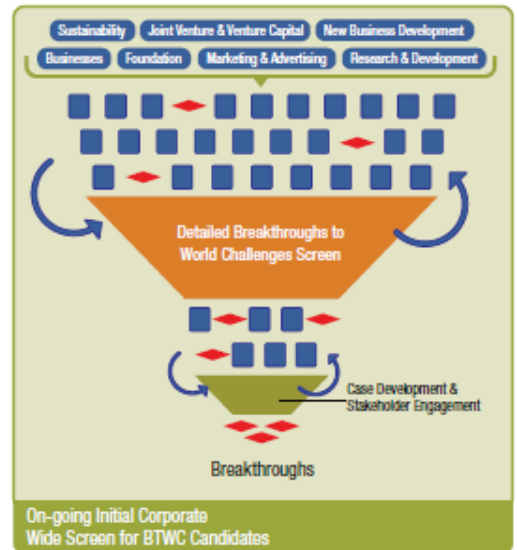 Sustainability Joint Venture & Venture Capital New Business Development
Businesses Foundation Marketing & Advertising Research & Development
Detailed Breakthroughs to
World Challenges Screen
Case Development &
Stakeholder Engagement
Breakthroughs
On-going Initial Corporate
Wide Screen for BTWC Candidates